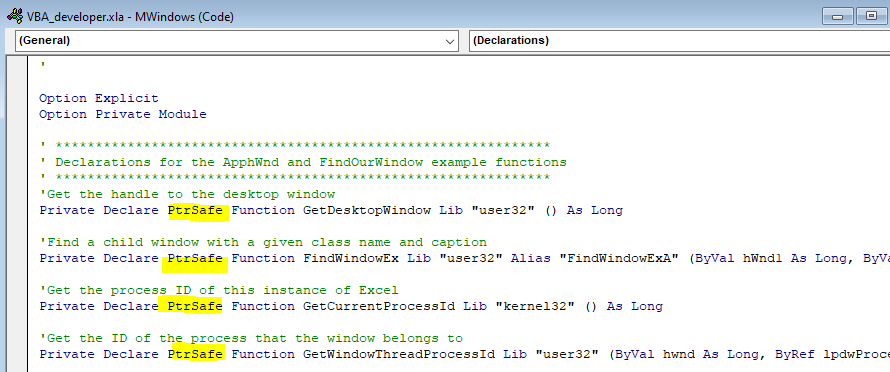 VBA_developer.xla - MWindows (Code)
(General) (Declarations)
'
Option Explicit
Option Private Module
' **************************************************************
' Declarations for the ApphWnd and FindOurWindow example functions
' **************************************************************
'Get the handle to the desktop window
Private Declare PtrSafe Function GetDesktopWindow Lib "user32" () As Long
'Find a child window with a given class name and caption
Private Declare PtrSafe Function FindWindowEx Lib "user32" Alias "FindWindowExA" (ByVal hWnd1 As Long, ByVa
'Get the process ID of this instance of Excel
Private Declare PtrSafe Function GetCurrentProcessId Lib "kernel32" () As Long
'Get the ID of the process that the window belongs to
Private Declare PtrSafe Function GetWindowThreadProcessId Lib "user32" (ByVal hwnd As Long, ByRef lpdwProce